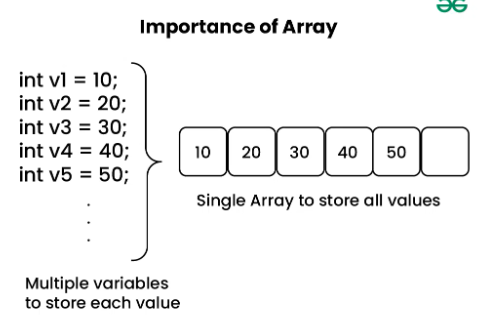 Importance of Array
int v1 = 10;
int v2 = 20;
int v3 = 30;
int v4 = 40;
int v5 = 50;
.
.
.
10 20 30 40 50
Single Array to store all values
Multiple variables
to store each value